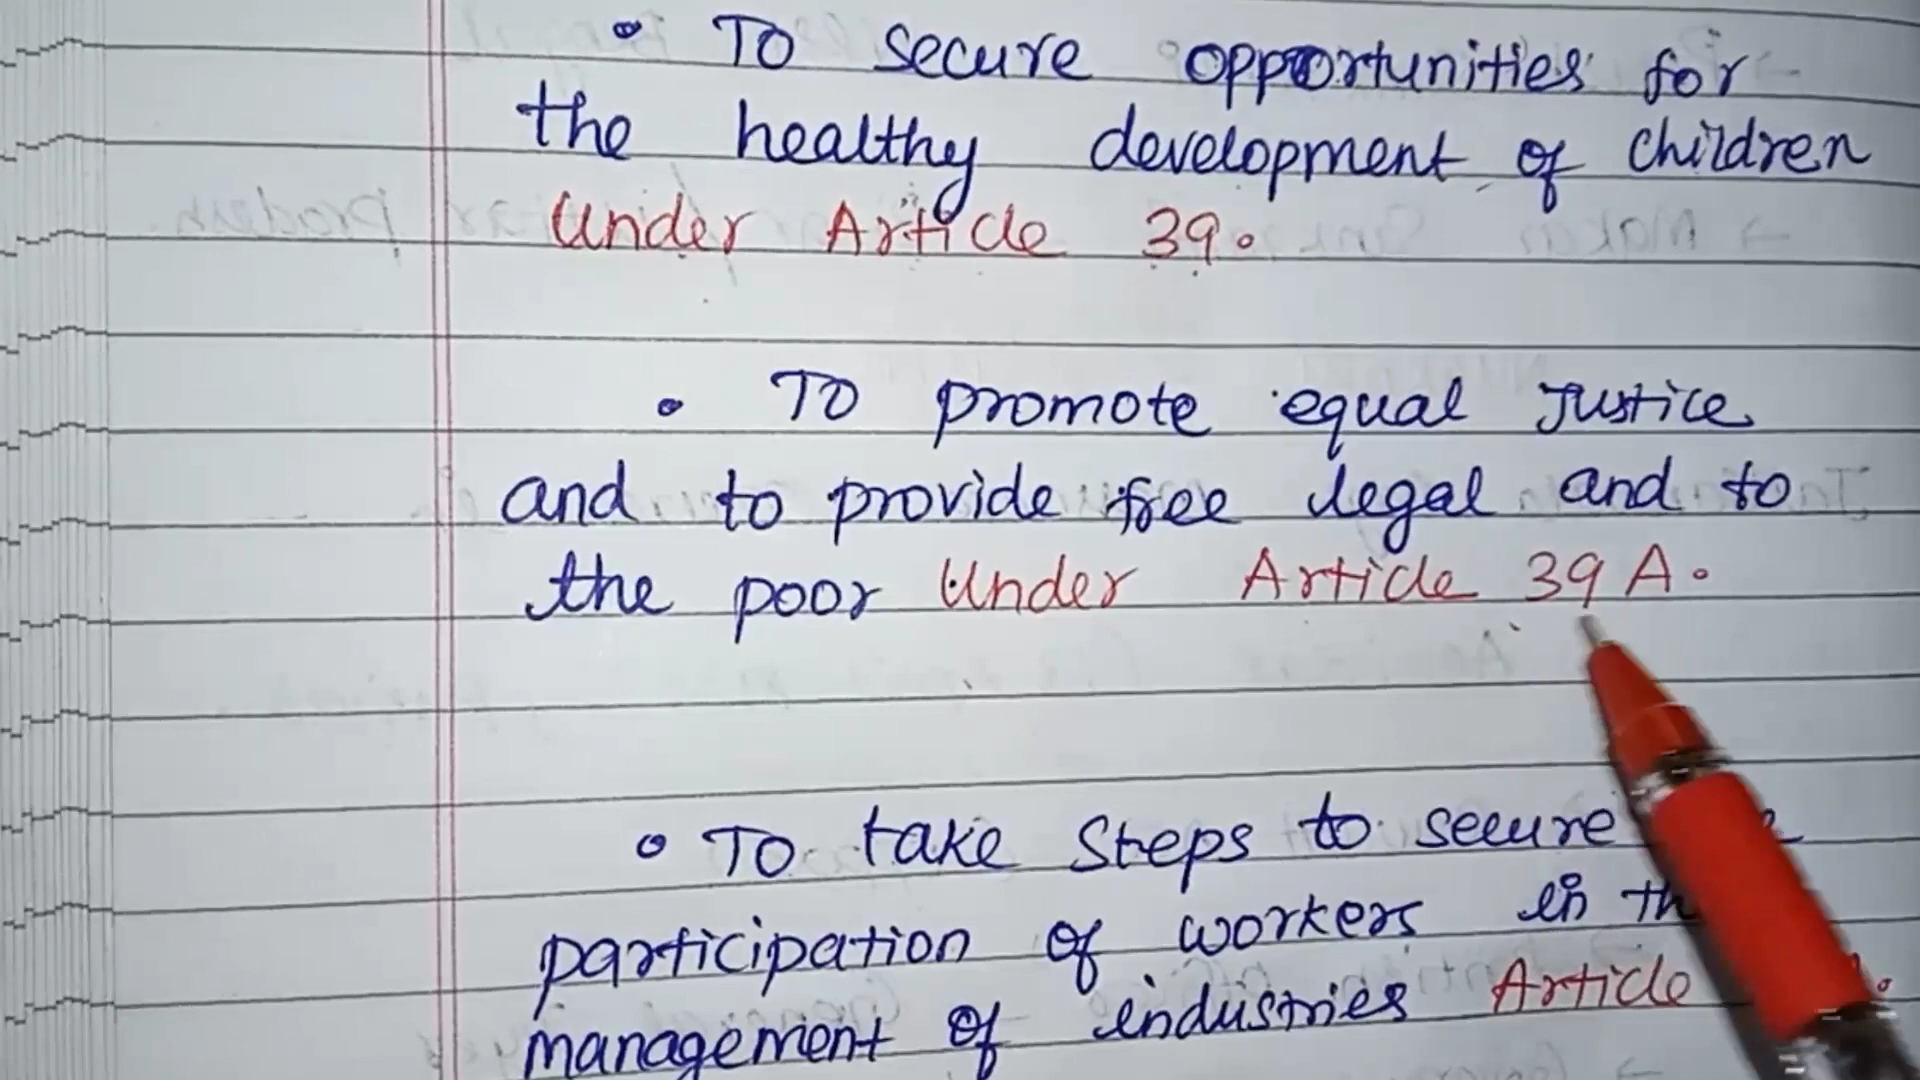 • To secure opportunities for
the healthy development of children
Under Article 39.
• To promote equal Justice
and to provide free legal and to
the poor Under Article 39 A.
• To take Steps to secure
participation of workers in
management of industries Article